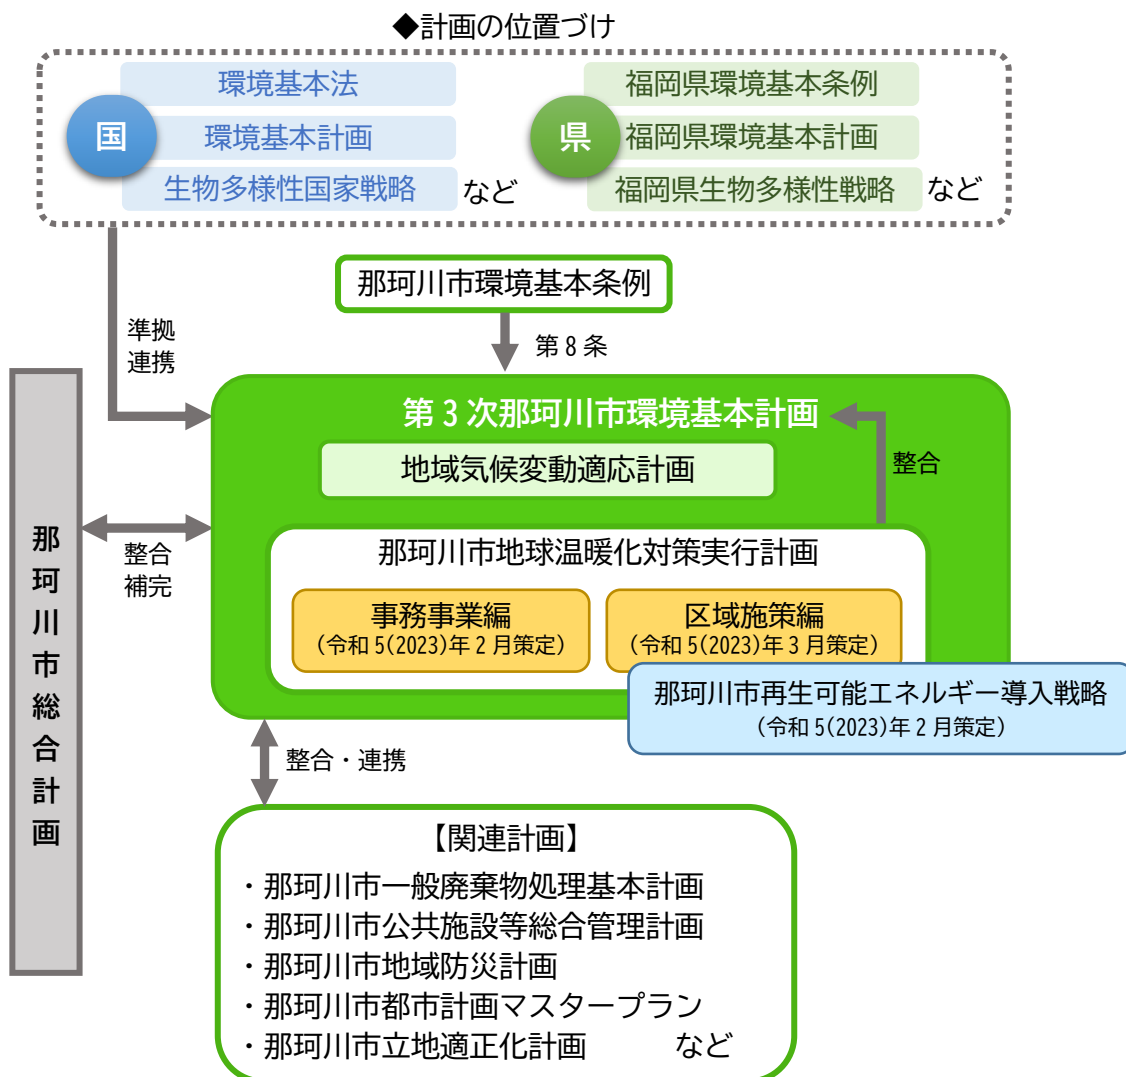 ◆計画の位置づけ
国
環境基本法
環境基本計画
生物多様性国家戦略 など
県
福岡県環境基本条例
福岡県環境基本計画
福岡県生物多様性戦略 など
那珂川市環境基本条例
準拠
連携
第8条
第3次那珂川市環境基本計画
地域気候変動適応計画
整合
那珂川市地球温暖化対策実行計画
事務事業編
(令和5(2023)年2月策定)
区域施策編
(令和5(2023)年3月策定)
那珂川市再生可能エネルギー導入戦略
(令和5(2023)年2月策定)
那珂川市総合計画
整合
補完
整合・連携
【関連計画】
・那珂川市一般廃棄物処理基本計画
・那珂川市公共施設等総合管理計画
・那珂川市地域防災計画
・那珂川市都市計画マスタープラン
・那珂川市立地適正化計画 など